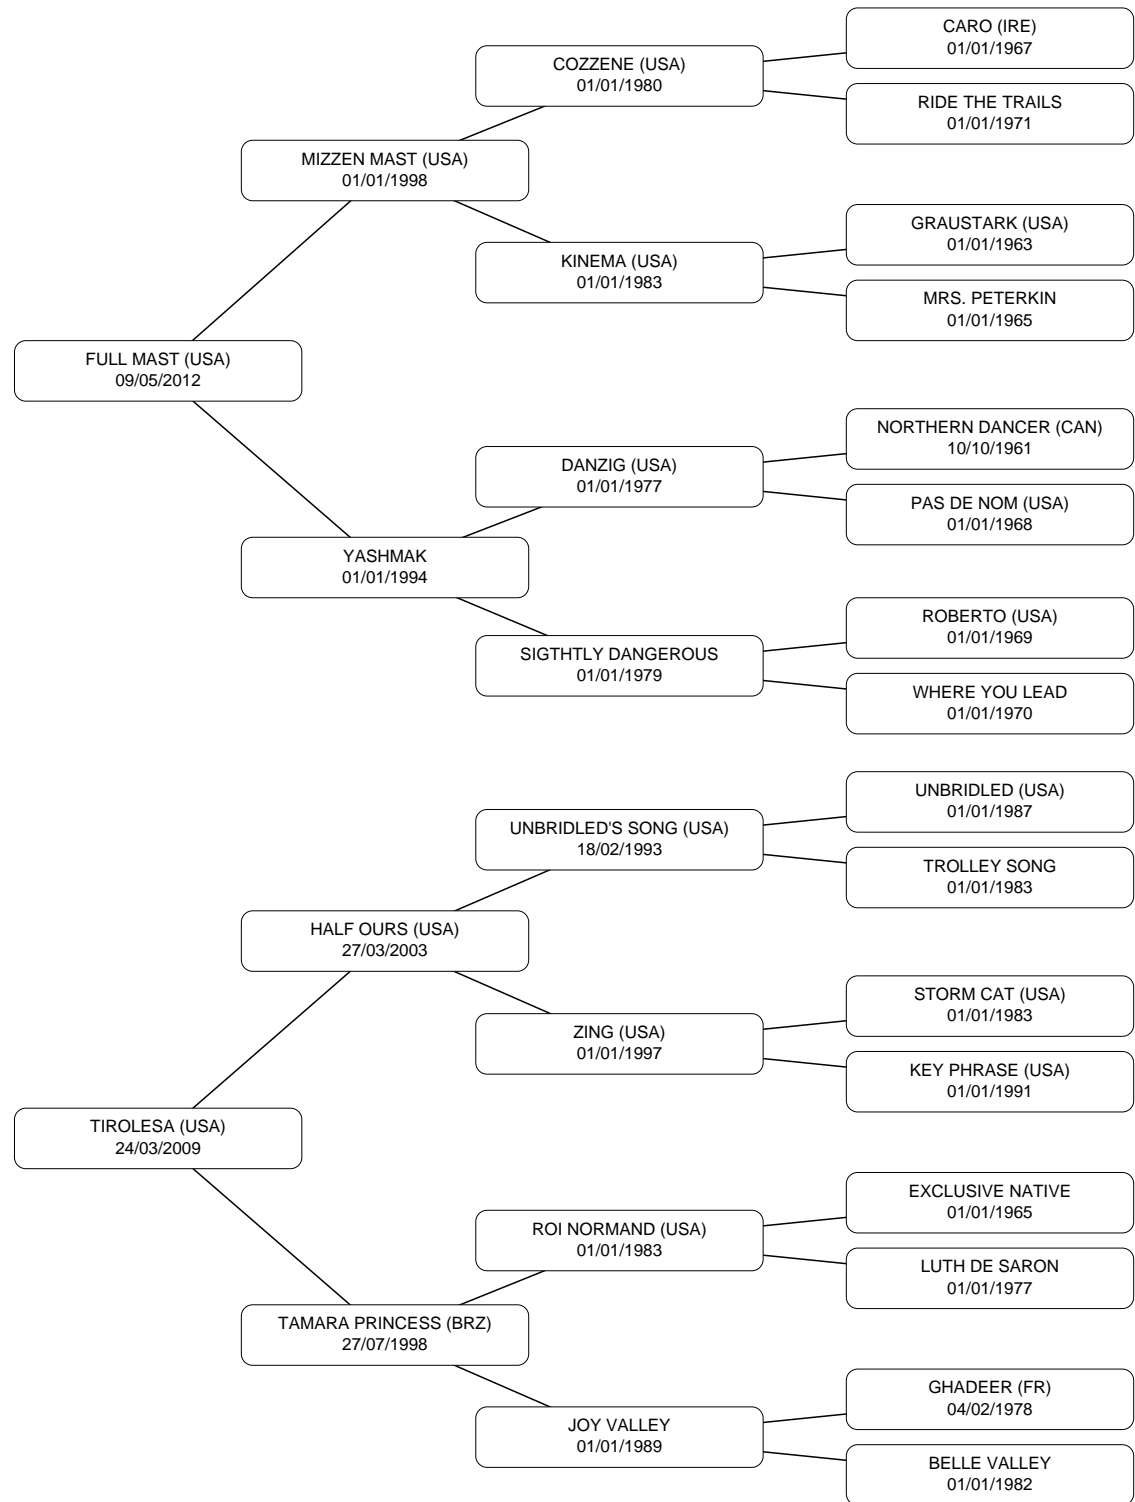 CARO (IRE)
01/01/1967
COZZENE (USA)
01/01/1980
RIDE THE TRAILS
01/01/1971
MIZZEN MAST (USA)
01/01/1998
GRAUSTARK (USA)
01/01/1963
KINEMA (USA)
01/01/1983
MRS. PETERKIN
01/01/1965
FULL MAST (USA)
09/05/2012
NORTHERN DANCER (CAN)
10/10/1961
DANZIG (USA)
01/01/1977
PAS DE NOM (USA)
01/01/1968
YASHMAK
01/01/1994
ROBERTO (USA)
01/01/1969
SIGTHTLY DANGEROUS
01/01/1979
WHERE YOU LEAD
01/01/1970
UNBRIDLED (USA)
01/01/1987
UNBRIDLED'S SONG (USA)
18/02/1993
TROLLEY SONG
01/01/1983
HALF OURS (USA)
27/03/2003
STORM CAT (USA)
01/01/1983
ZING (USA)
01/01/1997
KEY PHRASE (USA)
01/01/1991
TIROLESA (USA)
24/03/2009
EXCLUSIVE NATIVE
01/01/1965
ROI NORMAND (USA)
01/01/1983
LUTH DE SARON
01/01/1977
TAMARA PRINCESS (BRZ)
27/07/1998
GHADEER (FR)
04/02/1978
JOY VALLEY
01/01/1989
BELLE VALLEY
01/01/1982